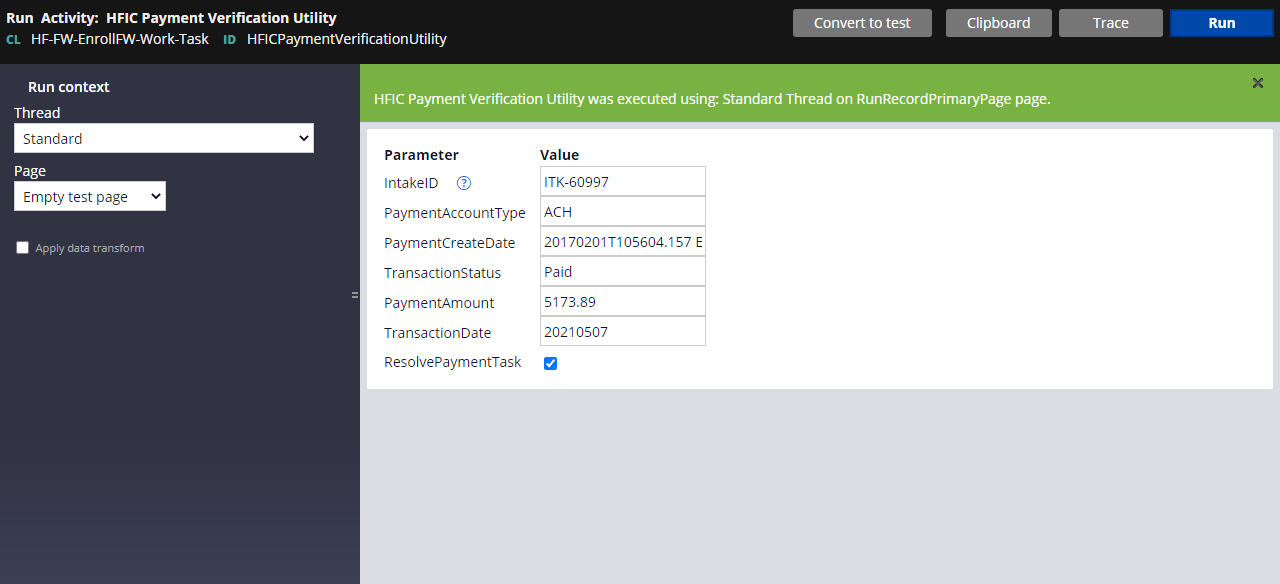 Run Activity: HFIC Payment Verification Utility
CL HF-FW-EnrollFW-Work-Task ID HFICPaymentVerificationUtility
Convert to test
Clipboard
Trace
Run
Run context
Thread
Standard
Page
Empty test page
Apply data transform
HFIC Payment Verification Utility was executed using: Standard Thread on RunRecordPrimaryPage page.
Parameter Value
IntakeID ? ITK-60997
PaymentAccountType ACH
PaymentCreateDate 20170201T105604.157 E
TransactionStatus Paid
PaymentAmount 5173.89
TransactionDate 20210507
ResolvePaymentTask